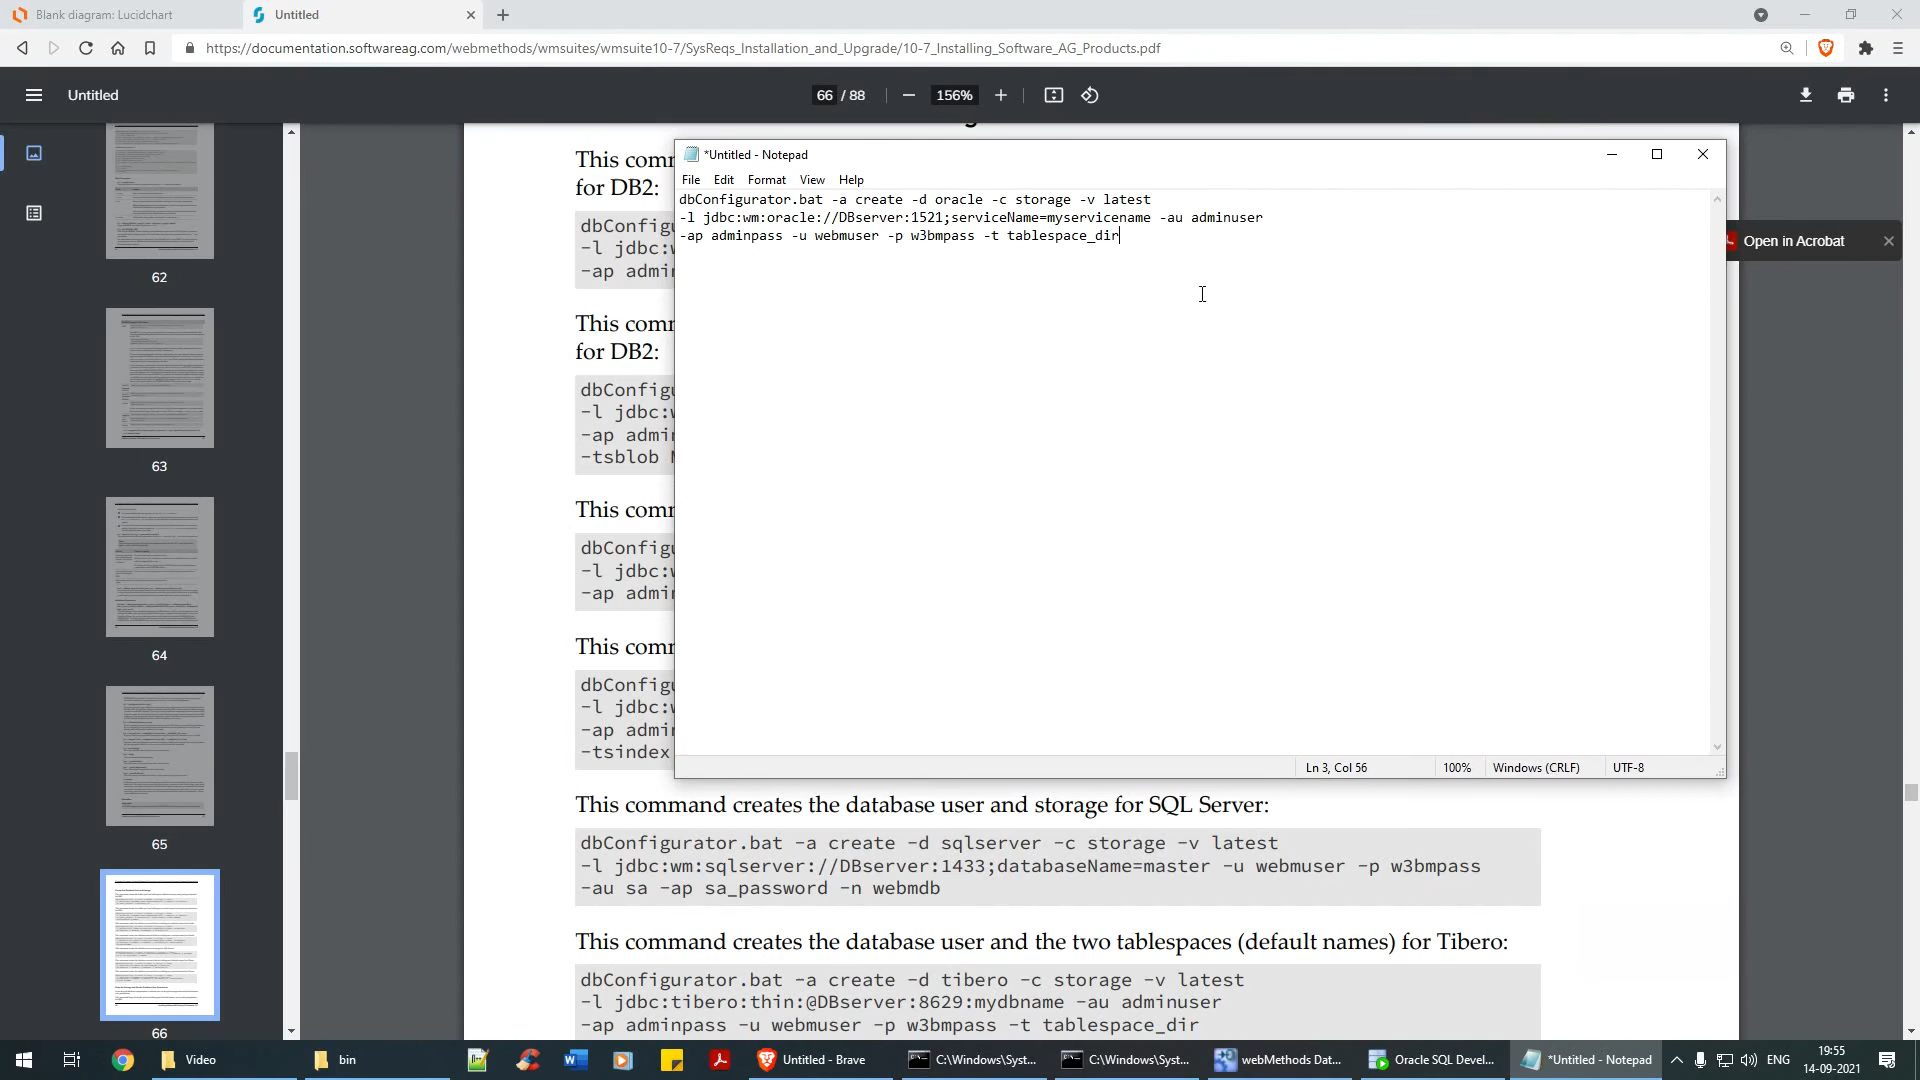 Blank diagram: Lucidchart
Untitled
https://documentation.softwareag.com/webmethods/wmsuites/wmsuite10-7/SysReqs_Installation_and_Upgrade/10-7_Installing_Software_AG_Products.pdf
Untitled
66 / 88
156%
This comm
for DB2:
dbConfigu
-l jdbc:w
-ap admin
This comm
for DB2:
dbConfigu
-l jdbc:w
-ap admin
-tsblob M
This comm
dbConfigu
-l jdbc:w
-ap admin
This comm
dbConfigu
-l jdbc:w
-ap admin
-tsindex
*Untitled - Notepad
File Edit Format View Help
dbConfigurator.bat -a create -d oracle -c storage -v latest
-l jdbc:wm:oracle://DBserver:1521;serviceName=myservicename -au adminuser
-ap adminpass -u webmuser -p w3bmpass -t tablespace_dir
Ln 3, Col 56
100%
Windows (CRLF)
UTF-8
Open in Acrobat
62
63
64
65
66
This command creates the database user and storage for SQL Server:
dbConfigurator.bat -a create -d sqlserver -c storage -v latest
-l jdbc:wm:sqlserver://DBserver:1433;databaseName=master -u webmuser -p w3bmpass
-au sa -ap sa_password -n webmdb
This command creates the database user and the two tablespaces (default names) for Tibero:
dbConfigurator.bat -a create -d tibero -c storage -v latest
-l jdbc:tibero:thin:@DBserver:8629:mydbname -au adminuser
-ap adminpass -u webmuser -p w3bmpass -t tablespace_dir
Video
bin
Untitled - Brave
C:\Windows\Syst...
C:\Windows\Syst...
webMethods Dat...
Oracle SQL Devel...
*Untitled - Notepad
ENG
19:55
14-09-2021